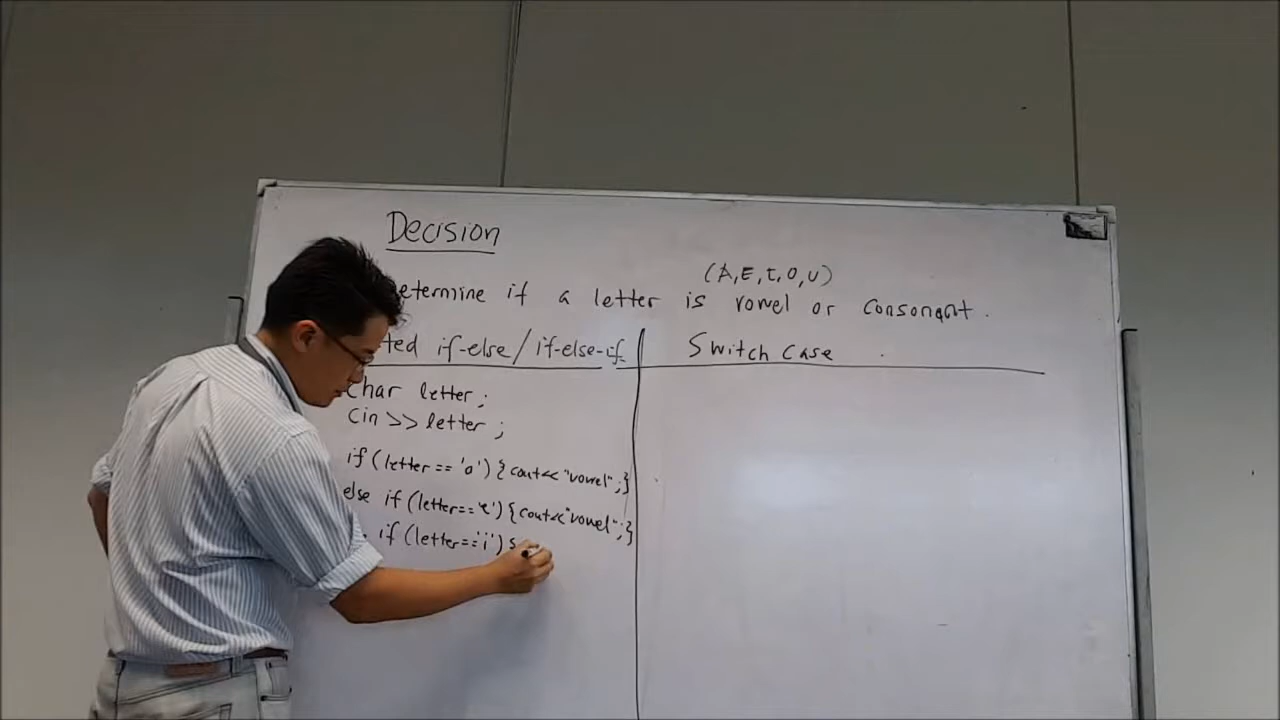 Decision
(A,E,I,O,U)
etermine if a letter is vowel or consonant.
ted if-else/if-else-if
Switch Case
char letter;
cin >> letter;
if (letter == 'a') {cout<<"vowel";}
else if (letter=='e') {cout<<"vowel";}
if (letter=='i')